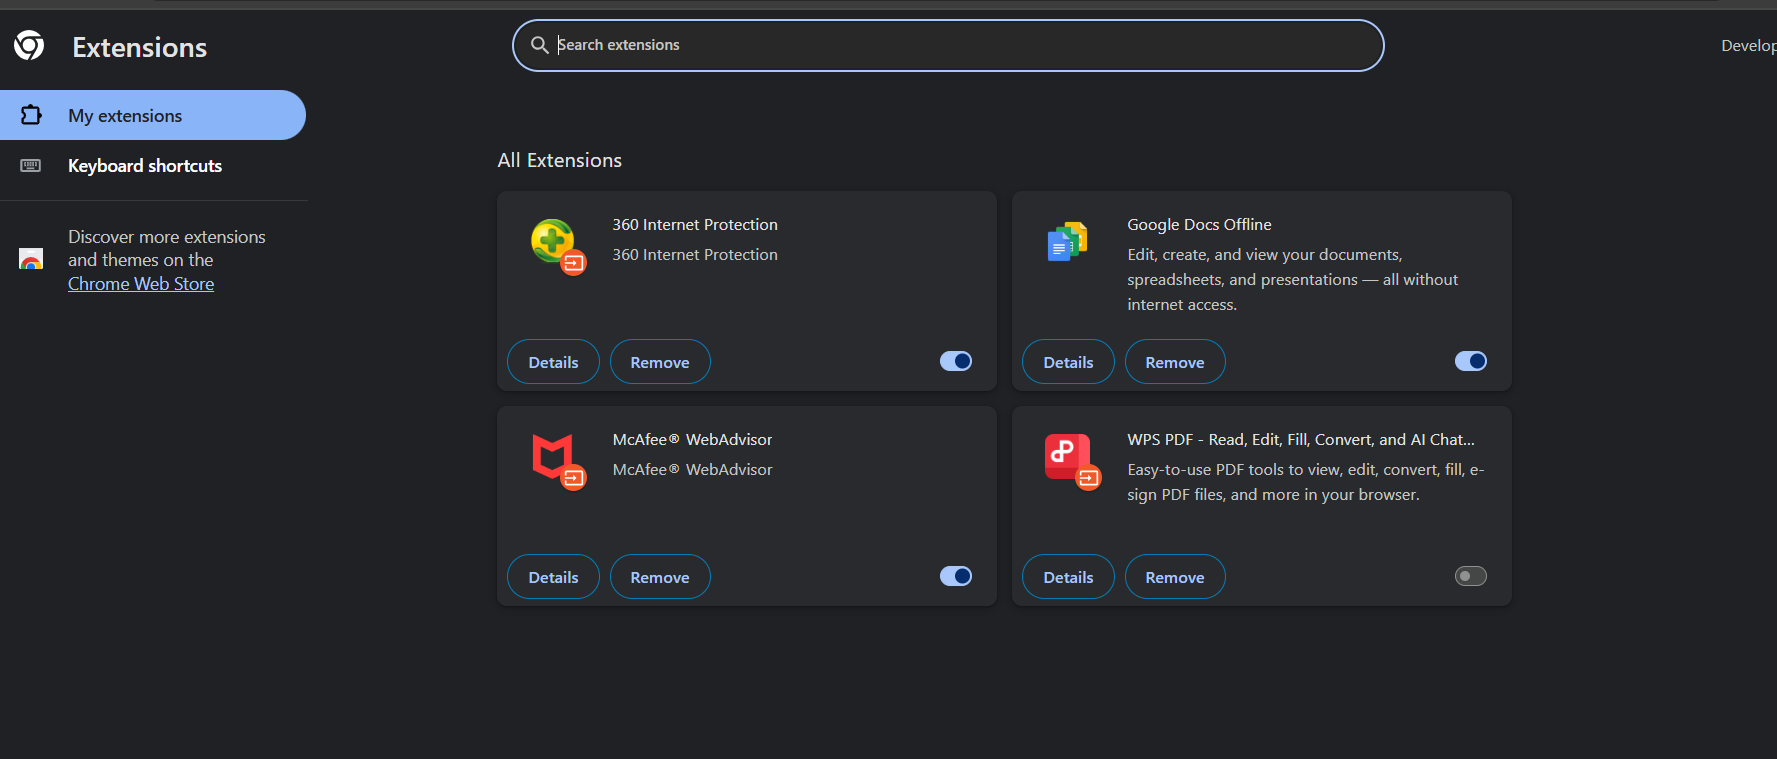 Extensions
Search extensions
Develop
My extensions
Keyboard shortcuts
Discover more extensions
and themes on the
Chrome Web Store
All Extensions
360 Internet Protection
360 Internet Protection
Details
Remove
Google Docs Offline
Edit, create, and view your documents,
spreadsheets, and presentations — all without
internet access.
Details
Remove
McAfee® WebAdvisor
McAfee® WebAdvisor
Details
Remove
WPS PDF - Read, Edit, Fill, Convert, and AI Chat...
Easy-to-use PDF tools to view, edit, convert, fill, e-
sign PDF files, and more in your browser.
Details
Remove